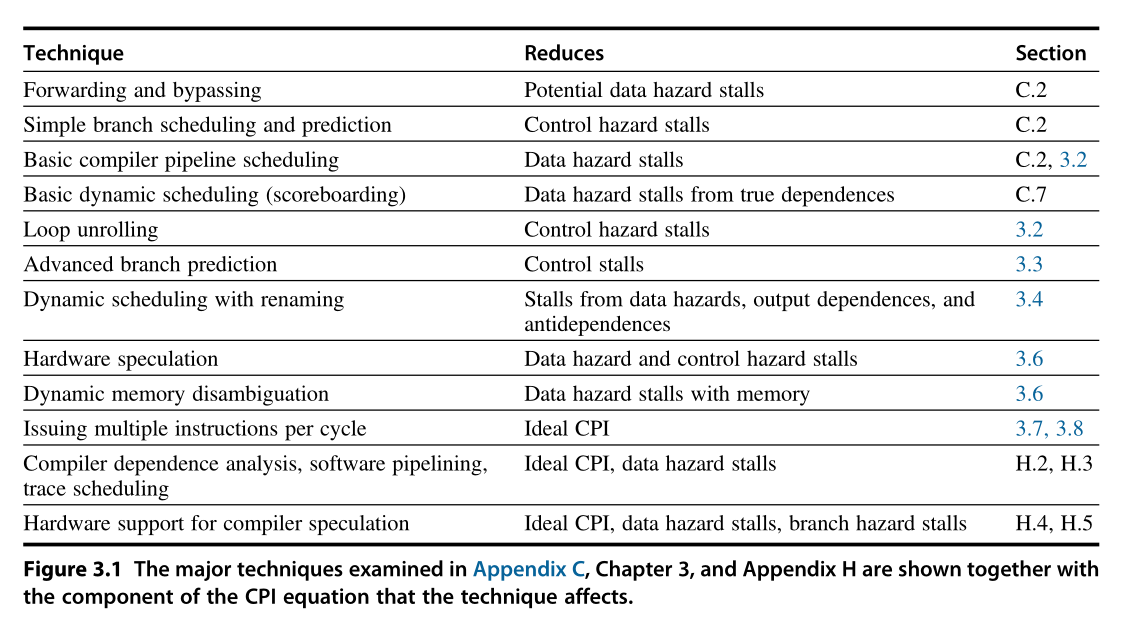 Technique Reduces Section
Forwarding and bypassing Potential data hazard stalls C.2
Simple branch scheduling and prediction Control hazard stalls C.2
Basic compiler pipeline scheduling Data hazard stalls C.2, 3.2
Basic dynamic scheduling (scoreboarding) Data hazard stalls from true dependences C.7
Loop unrolling Control hazard stalls 3.2
Advanced branch prediction Control stalls 3.3
Dynamic scheduling with renaming Stalls from data hazards, output dependences, and 3.4
antidependences
Hardware speculation Data hazard and control hazard stalls 3.6
Dynamic memory disambiguation Data hazard stalls with memory 3.6
Issuing multiple instructions per cycle Ideal CPI 3.7, 3.8
Compiler dependence analysis, software pipelining, Ideal CPI, data hazard stalls H.2, H.3
trace scheduling
Hardware support for compiler speculation Ideal CPI, data hazard stalls, branch hazard stalls H.4, H.5
Figure 3.1 The major techniques examined in Appendix C, Chapter 3, and Appendix H are shown together with
the component of the CPI equation that the technique affects.